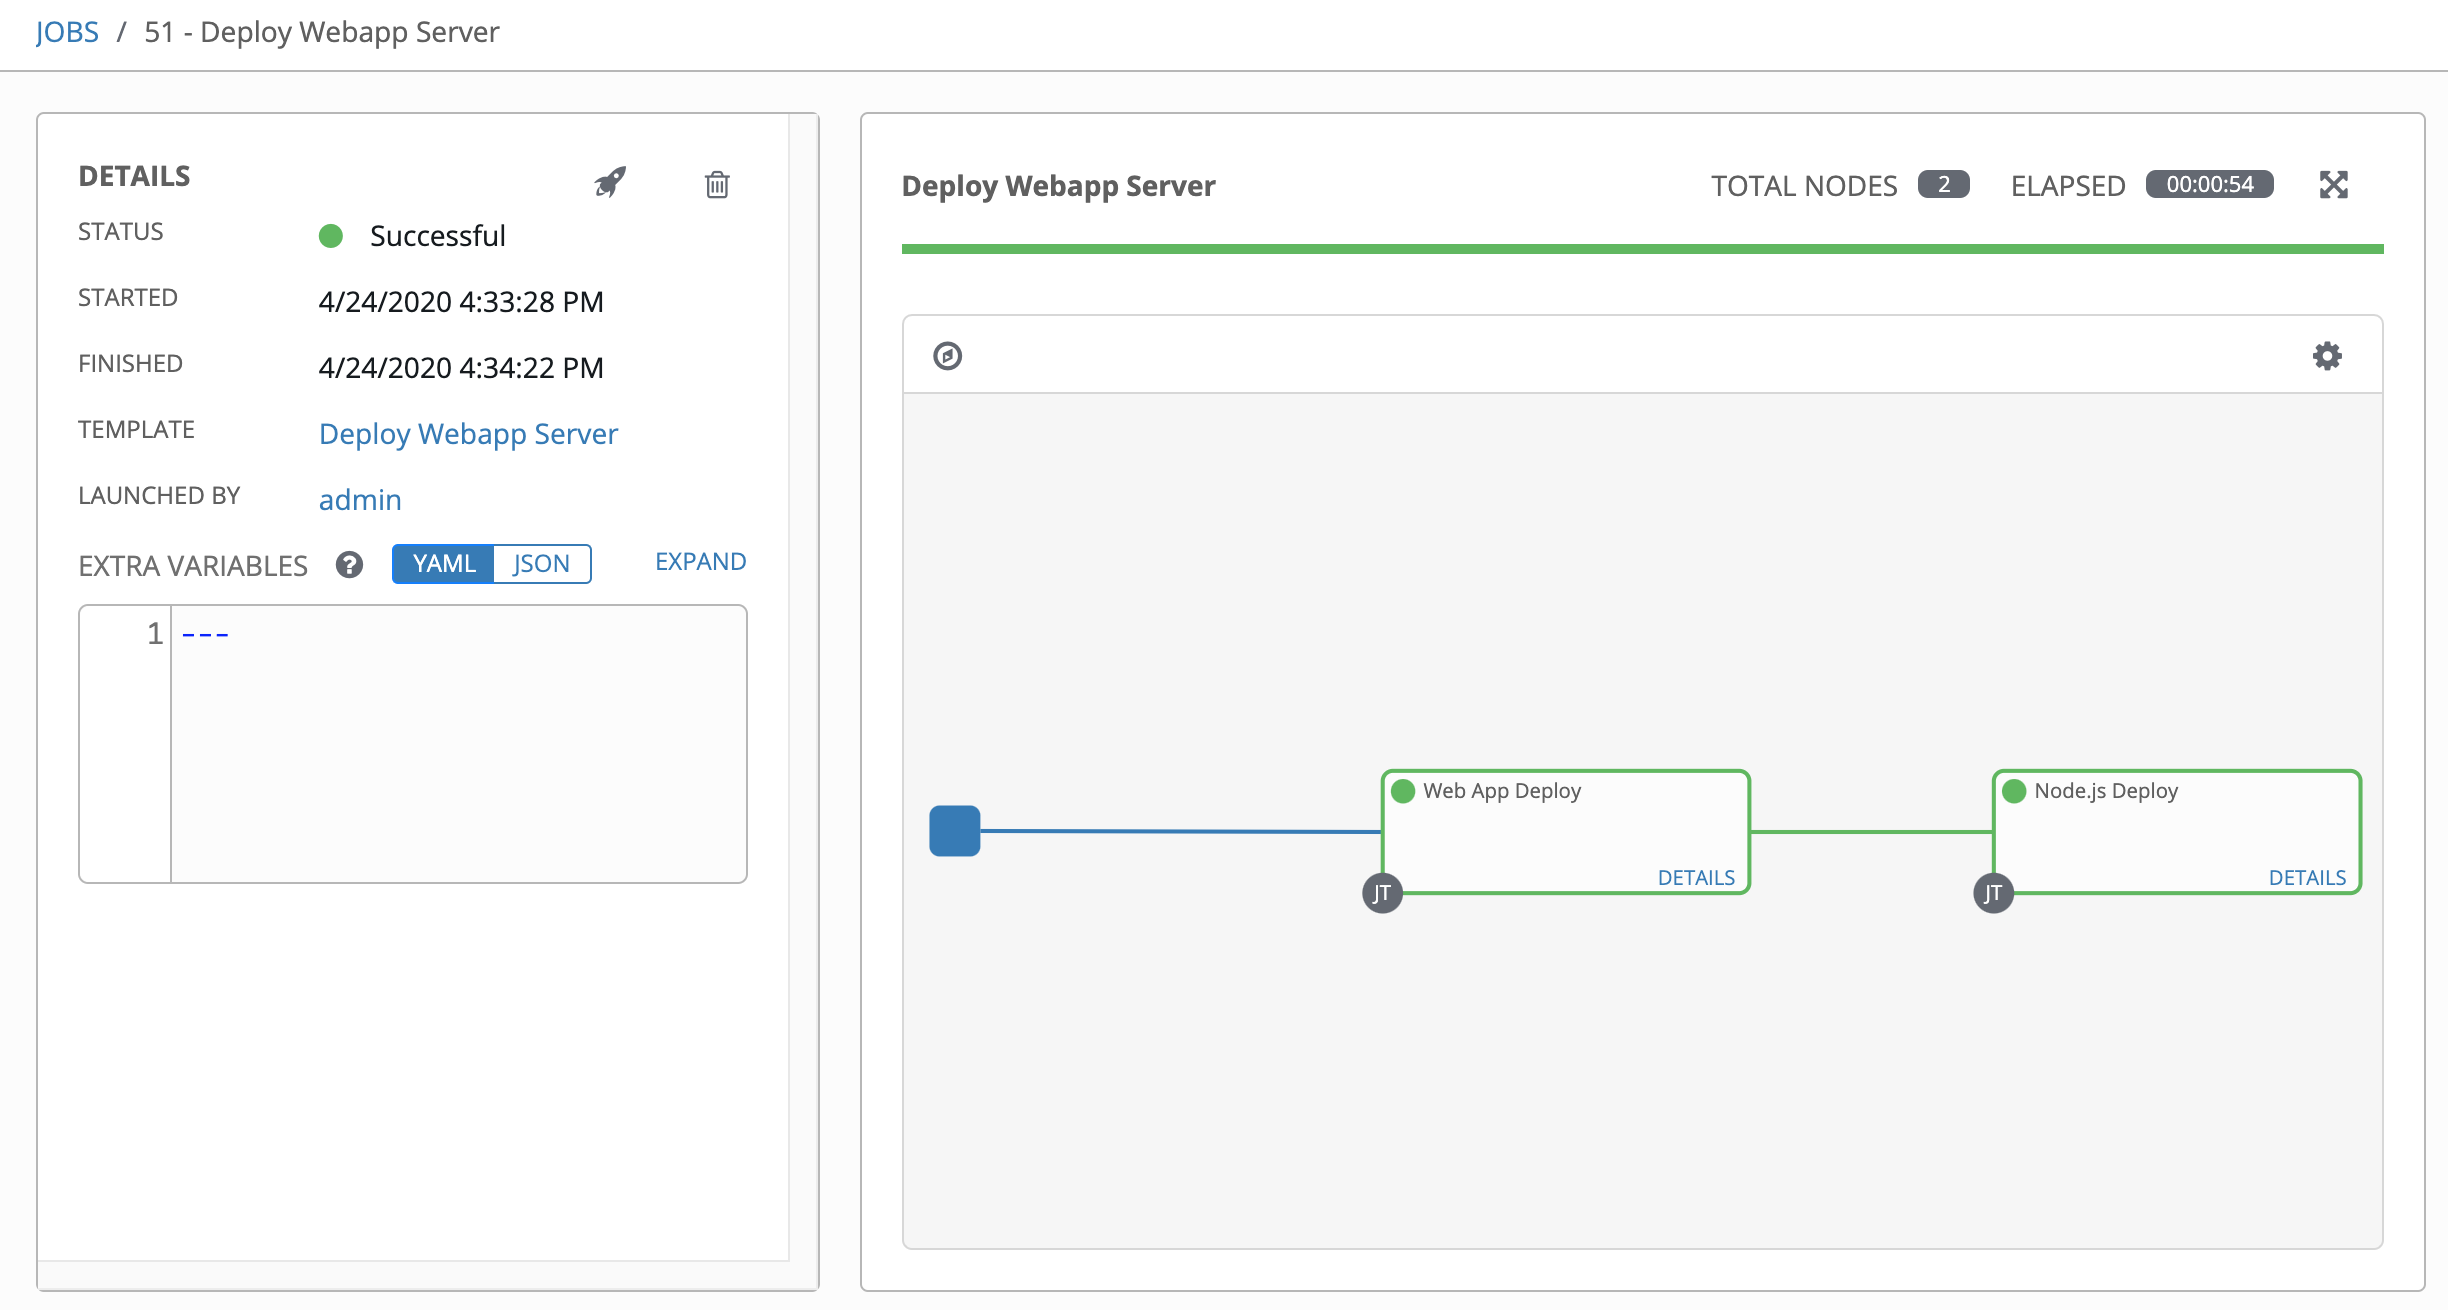 JOBS / 51 - Deploy Webapp Server
DETAILS
STATUS Successful
STARTED 4/24/2020 4:33:28 PM
FINISHED 4/24/2020 4:34:22 PM
TEMPLATE Deploy Webapp Server
LAUNCHED BY admin
EXTRA VARIABLES ? YAML JSON EXPAND
1 ---
Deploy Webapp Server TOTAL NODES 2 ELAPSED 00:00:54
Web App Deploy
DETAILS
JT
Node.js Deploy
DETAILS
JT